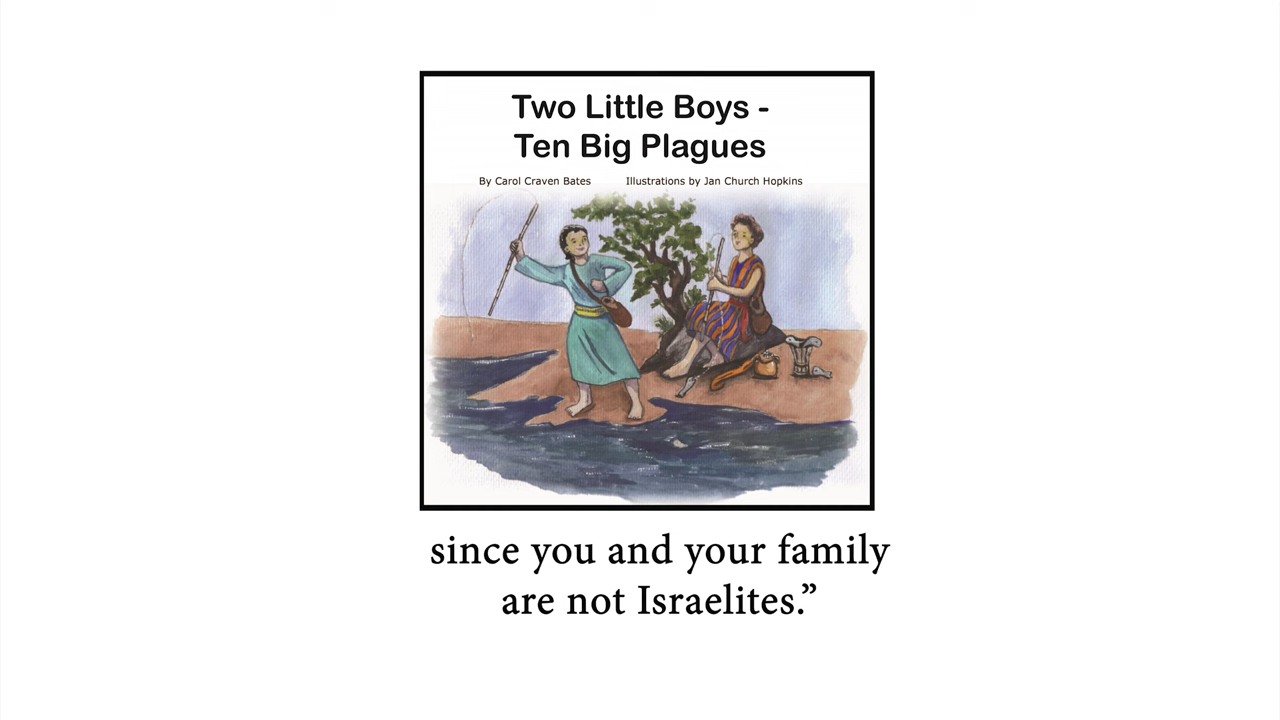 Two Little Boys -
Ten Big Plagues
By Carol Craven Bates Illustrations by Jan Church Hopkins
since you and your family
are not Israelites.”